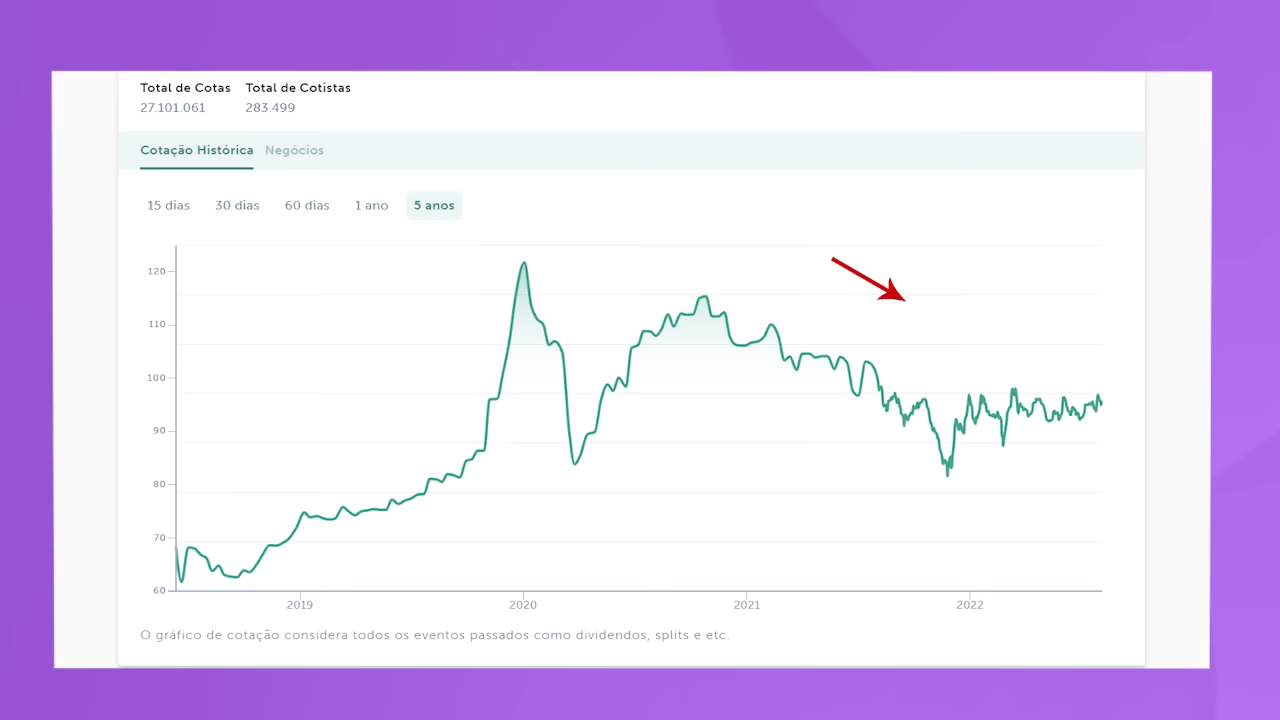 Total de Cotas Total de Cotistas
27.101.061 283.499
Cotação Histórica Negócios
15 dias 30 dias 60 dias 1 ano 5 anos
120
110
100
90
80
70
60
2019 2020 2021 2022
O gráfico de cotação considera todos os eventos passados como dividendos, splits e etc.